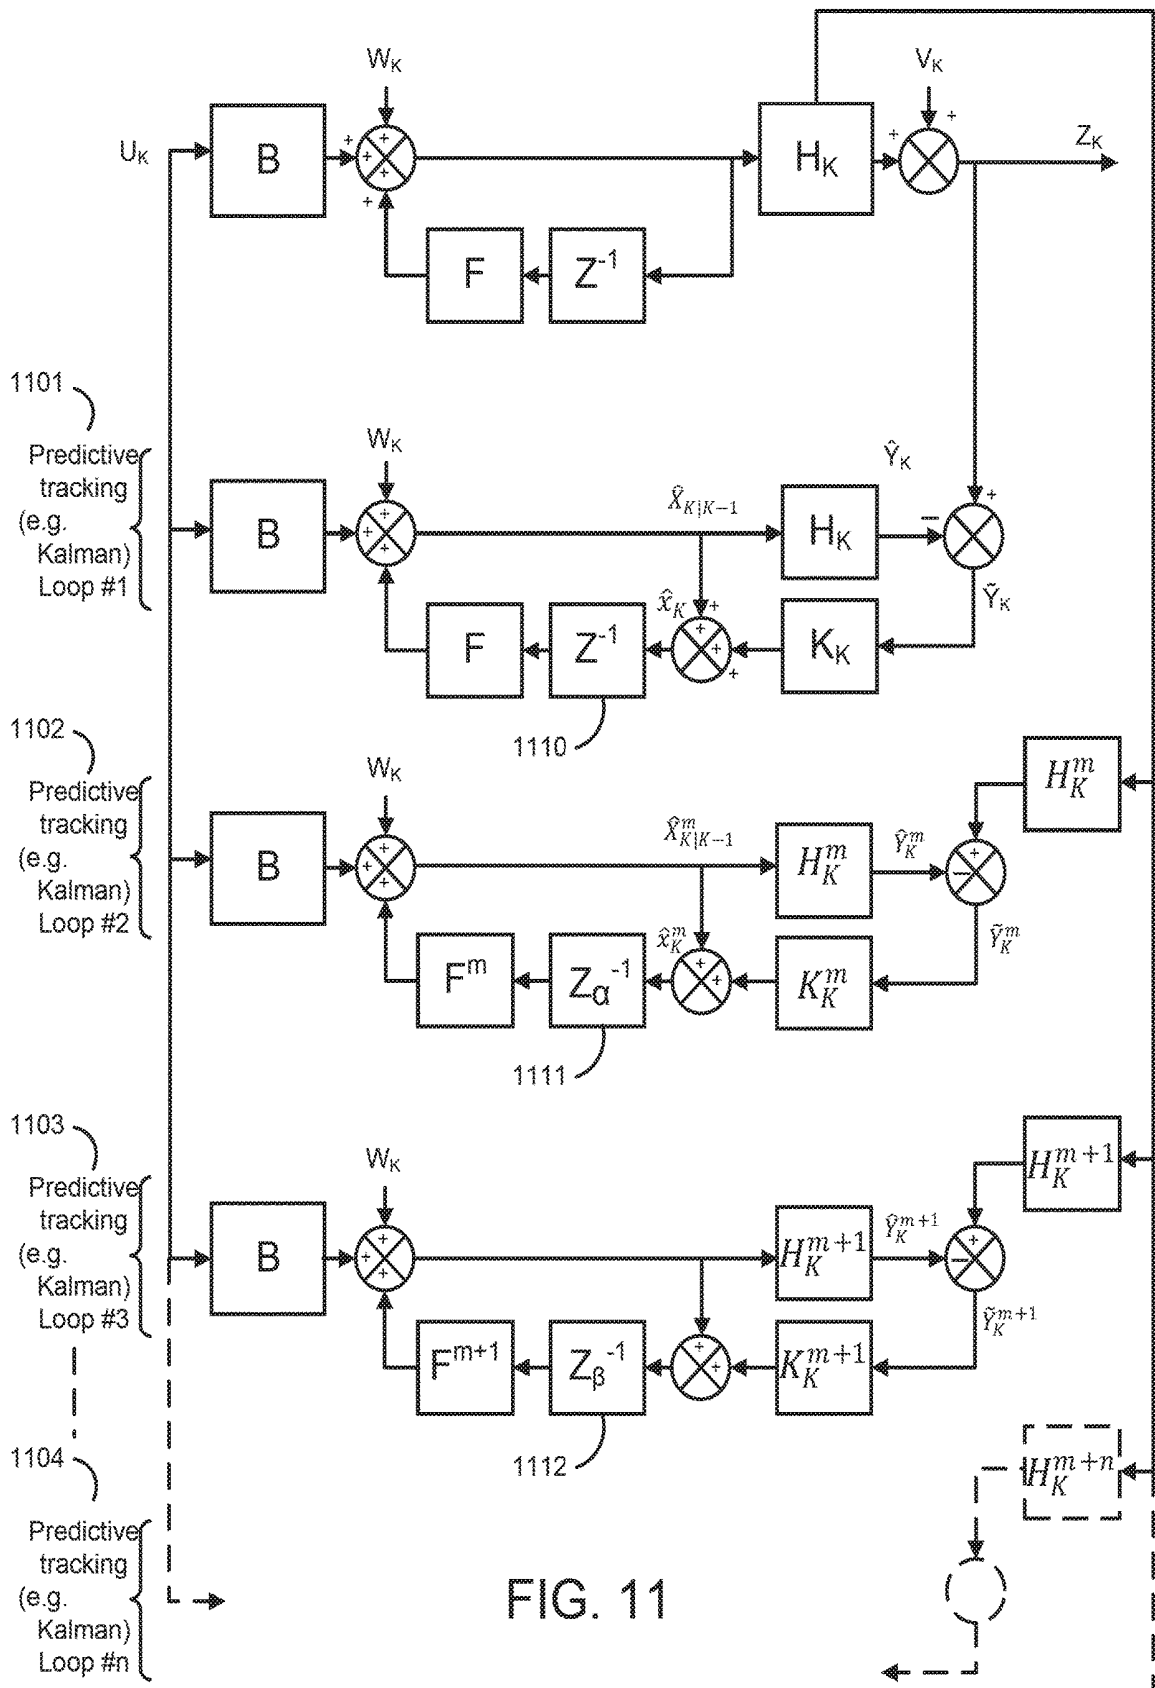 W_K
V_K
U_K
B
H_K
Z_K
F
Z^-1
1101
Predictive
tracking
(e.g.
Kalman)
Loop #1
W_K
B
X̂_K|K−1
H_K
Ŷ_K
−
+
F
Z^-1
x̂_K
K_K
Ỹ_K
1110
1102
Predictive
tracking
(e.g.
Kalman)
Loop #2
W_K
B
X̂^m_K|K−1
H^m_K
Ŷ^m_K
H^m_K
F^m
Z_α^-1
x̂^m_K
K^m_K
Ỹ^m_K
1111
1103
Predictive
tracking
(e.g.
Kalman)
Loop #3
W_K
B
H^m+1_K
Ŷ^m+1_K
H^m+1_K
F^m+1
Z_β^-1
K^m+1_K
Ỹ^m+1_K
1112
1104
Predictive
tracking
(e.g.
Kalman)
Loop #n
H^m+n_K
FIG. 11